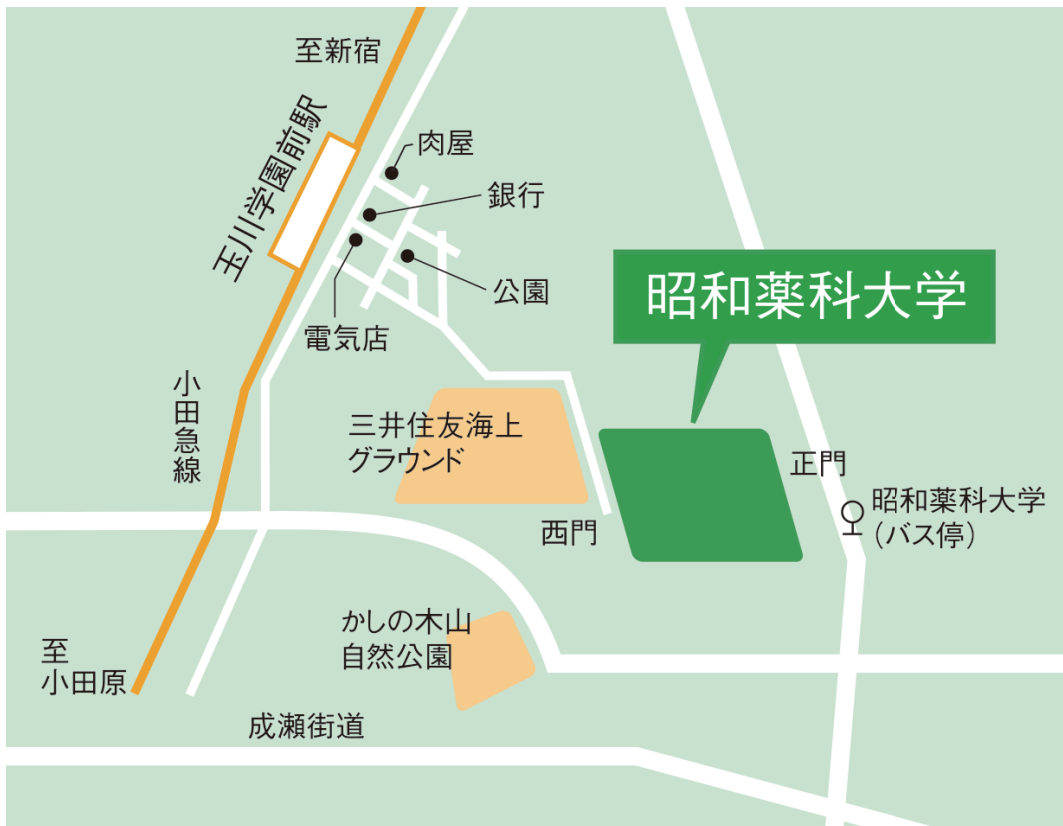 至新宿
玉川学園前駅
肉屋
銀行
公園
電気店
昭和薬科大学
小田急線
三井住友海上
グラウンド
正門
昭和薬科大学
（バス停）
西門
かしの木山
自然公園
至
小田原
成瀬街道